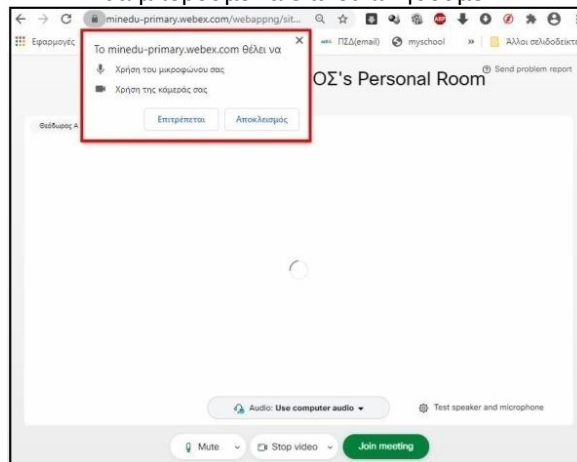 minedu-primary.webex.com/webappng/sit...
Εφαρμογές
ΠΣΔ(email)
myschool
»
Άλλοι σελιδοδείκτες
Το minedu-primary.webex.com θέλει να
Χρήση του μικροφώνου σας
Χρήση της κάμεράς σας
Επιτρέπεται
Αποκλεισμός
ΟΣ's Personal Room
Send problem report
Θεόδωρος Α
Audio: Use computer audio
Test speaker and microphone
Mute
Stop video
Join meeting